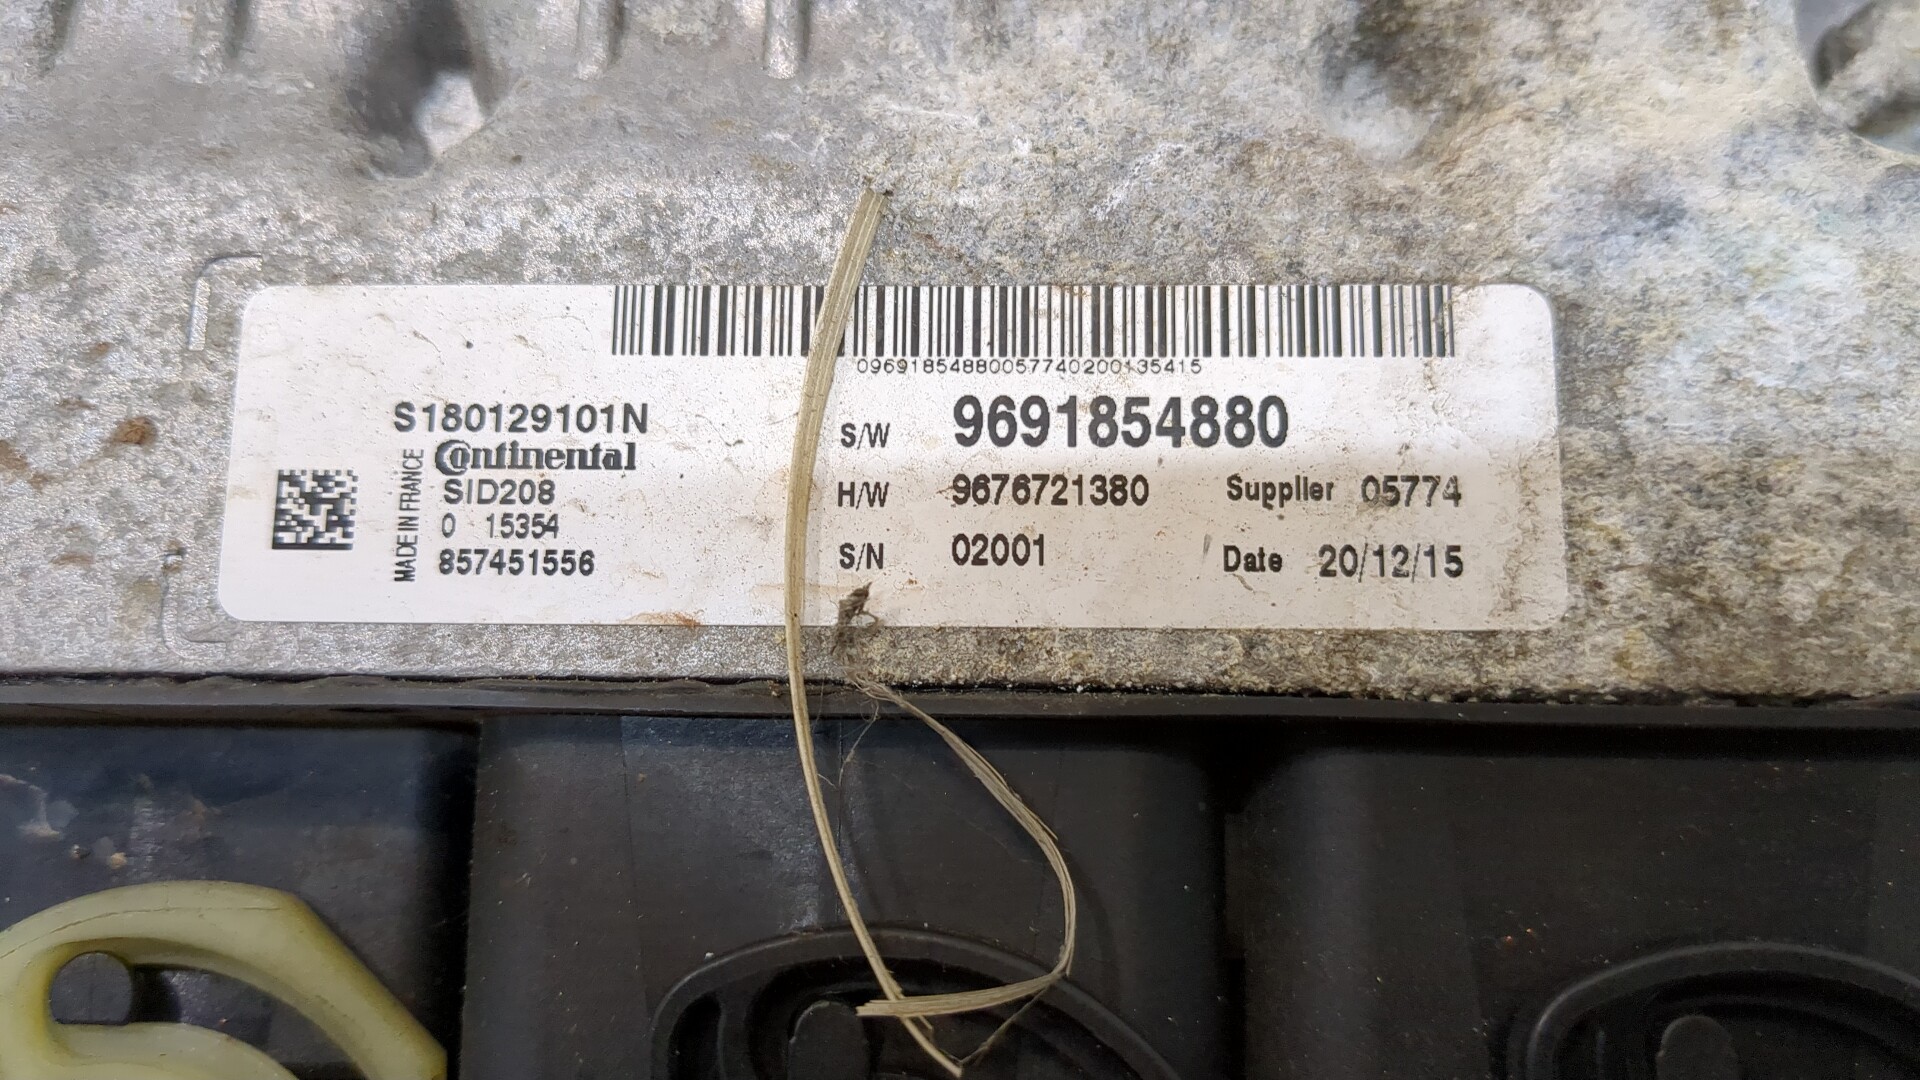 09691854880057740200135415
S180129101N
MADE IN FRANCE
Continental
SID208
0 15354
857451556
S/W 9691854880
H/W 9676721380 Supplier 05774
S/N 02001 Date 20/12/15